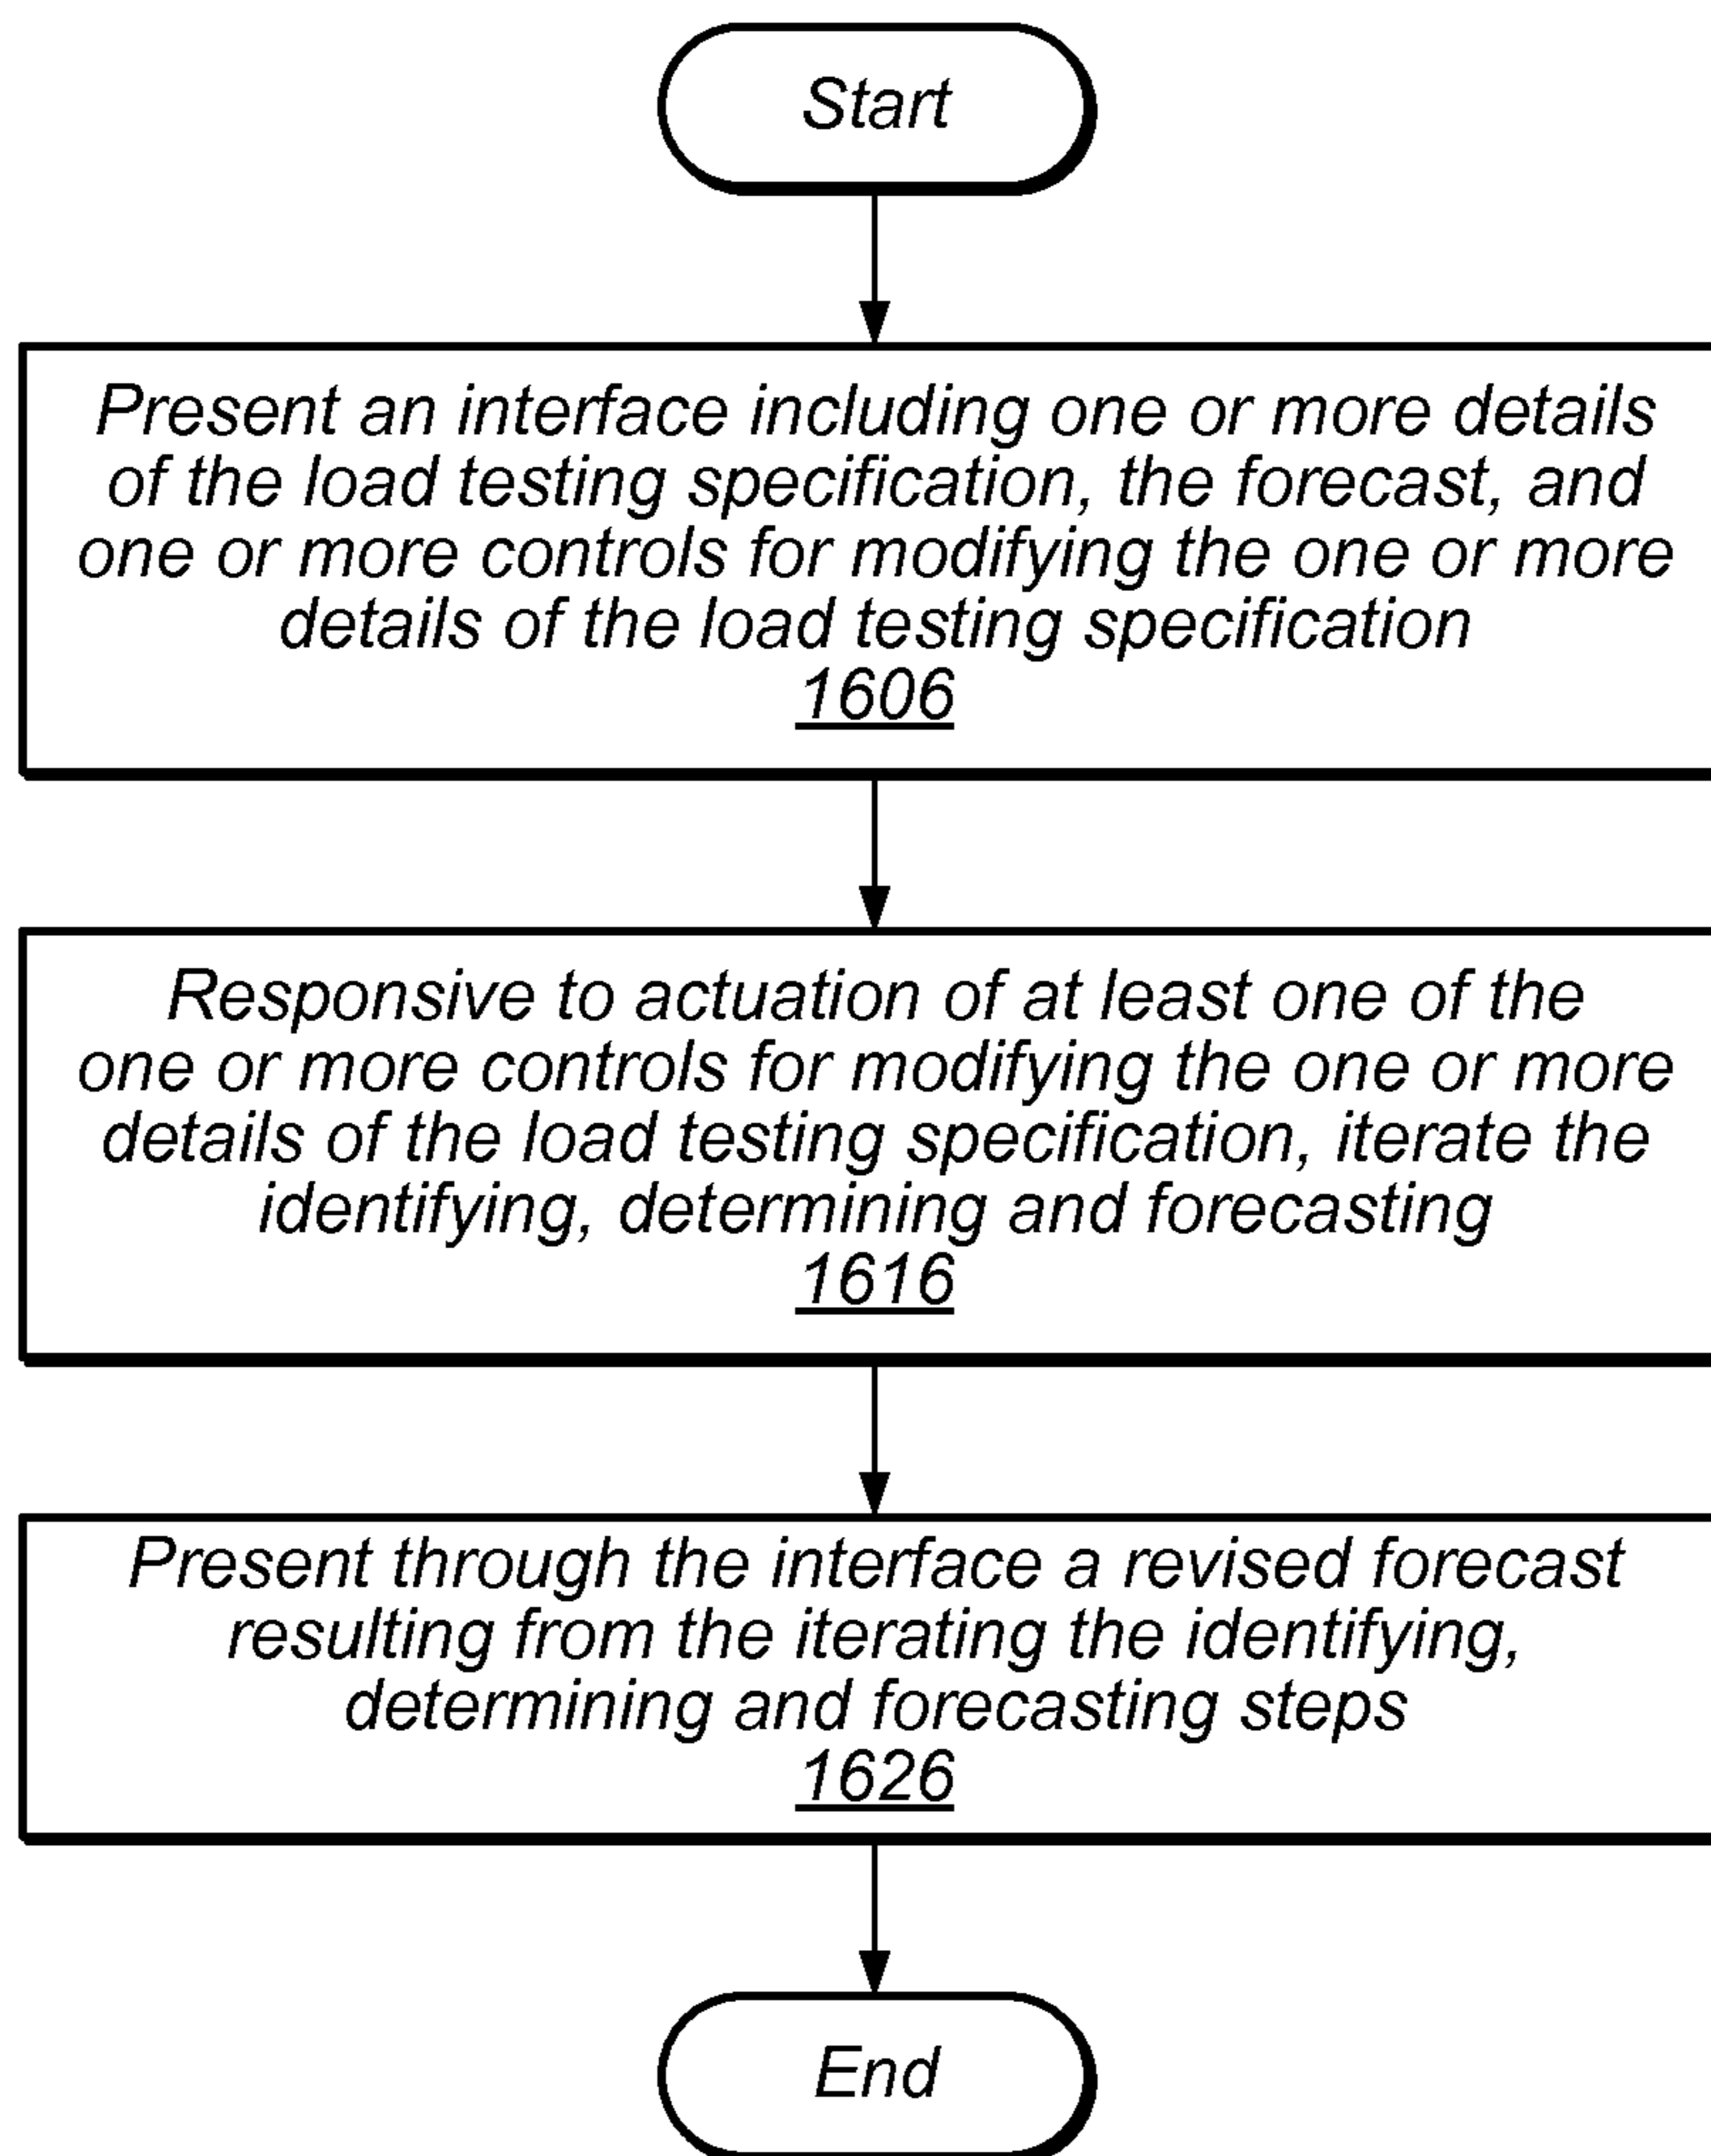 Start
Present an interface including one or more details
of the load testing specification, the forecast, and
one or more controls for modifying the one or more
details of the load testing specification
1606
Responsive to actuation of at least one of the
one or more controls for modifying the one or more
details of the load testing specification, iterate the
identifying, determining and forecasting
1616
Present through the interface a revised forecast
resulting from the iterating the identifying,
determining and forecasting steps
1626
End